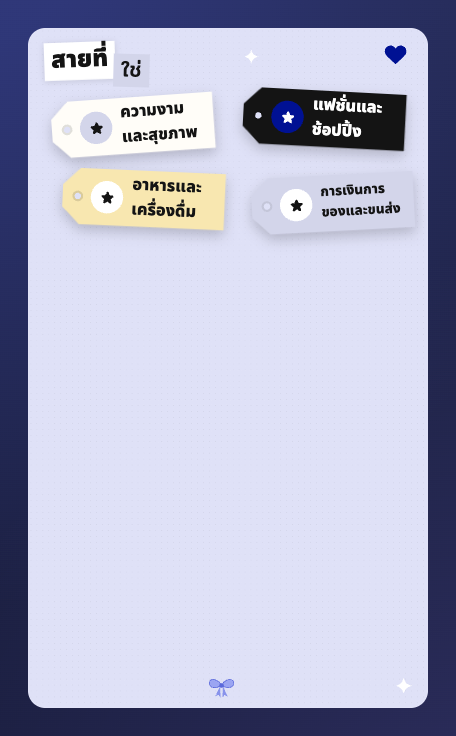 สายที่
ใช่
ความงาม
และสุขภาพ
แฟชั่นและ
ช้อปปิ้ง
อาหารและ
เครื่องดื่ม
การเงินการ
ของและขนส่ง